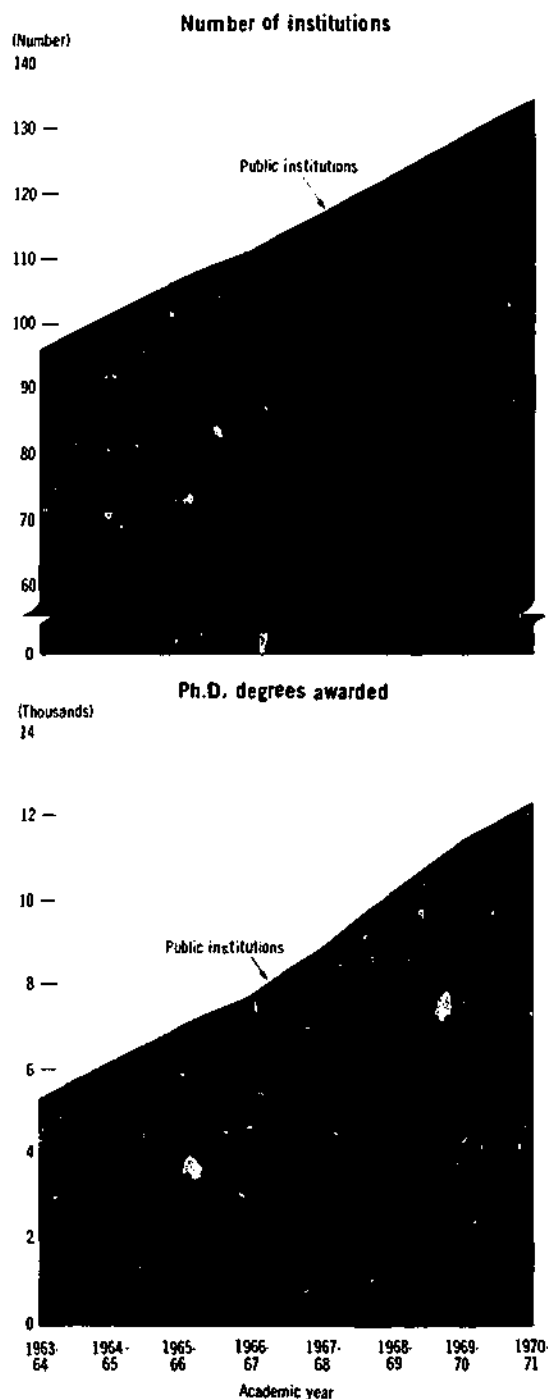 Number of institutions
(Number)
140
130
Public institutions
120
110
100
90
80
70
60
0
Ph.D. degrees awarded
(Thousands)
14
12
10
Public institutions
8
6
4
2
0
1963-64 1964-65 1965-66 1966-67 1967-68 1968-69 1969-70 1970-71
Academic year